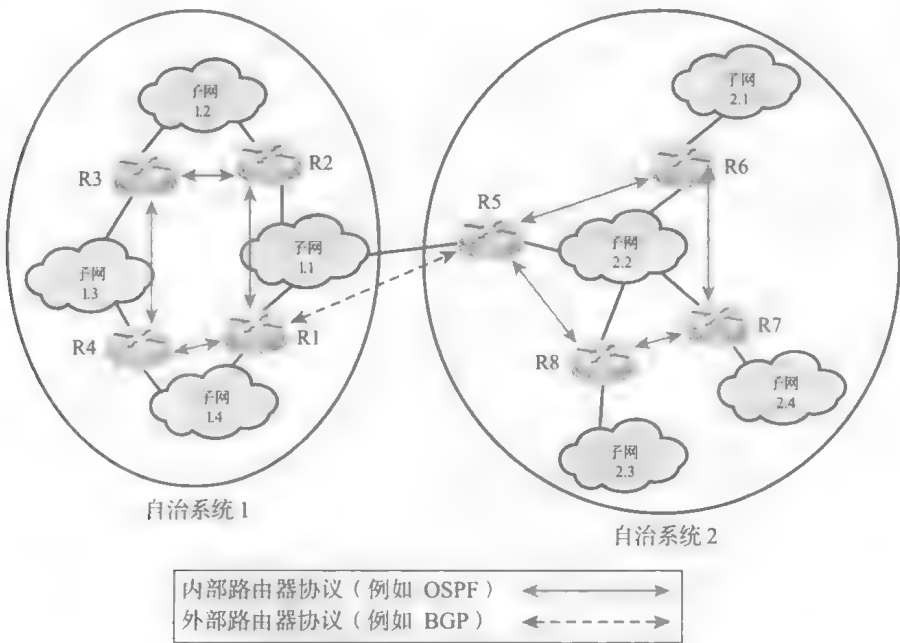 子网
1.2
子网
2.1
R3
R2
R6
R5
子网
1.1
子网
2.2
子网
1.3
R4
R1
R7
R8
子网
1.4
子网
2.4
子网
2.3
自治系统 1
自治系统 2
内部路由器协议（例如 OSPF）
外部路由器协议（例如 BGP）